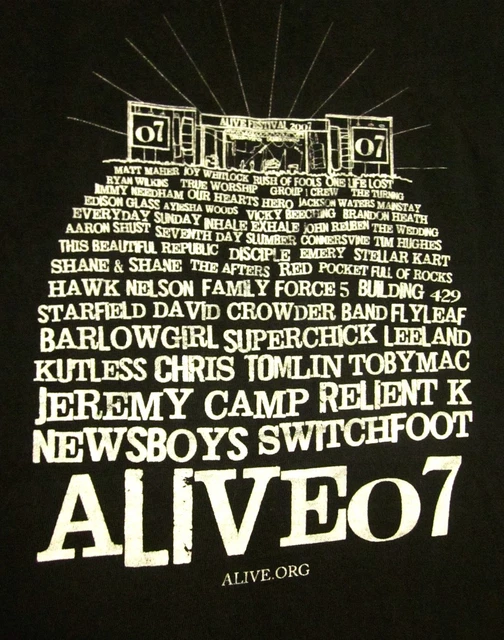 ALIVE FESTIVAL 2007
07 07
MATT MAHER JOY WHITLOCK RUSH OF FOOLS ONE LIFE LOST
RYAN WILKINS TRUE WORSHIP GROUP 1 CREW THE TURNING
JIMMY NEEDHAM OUR HEARTS HERO JACKSON WATERS MAINSTAY
EDISON GLASS AYIESHA WOODS VICKY BEECHING BRANDON HEATH
EVERYDAY SUNDAY INHALE EXHALE JOHN REUBEN THE WEDDING
AARON SHUST SEVENTH DAY SLUMBER CONNERSVINE TIM HUGHES
THIS BEAUTIFUL REPUBLIC DISCIPLE EMERY STELLAR KART
SHANE & SHANE THE AFTERS RED POCKET FULL OF ROCKS
HAWK NELSON FAMILY FORCE 5 BUILDING 429
STARFIELD DAVID CROWDER BAND FLYLEAF
BARLOWGIRL SUPERCHICK LEELAND
KUTLESS CHRIS TOMLIN TOBYMAC
JEREMY CAMP RELIENT K
NEWSBOYS SWITCHFOOT
ALIVE07
ALIVE.ORG